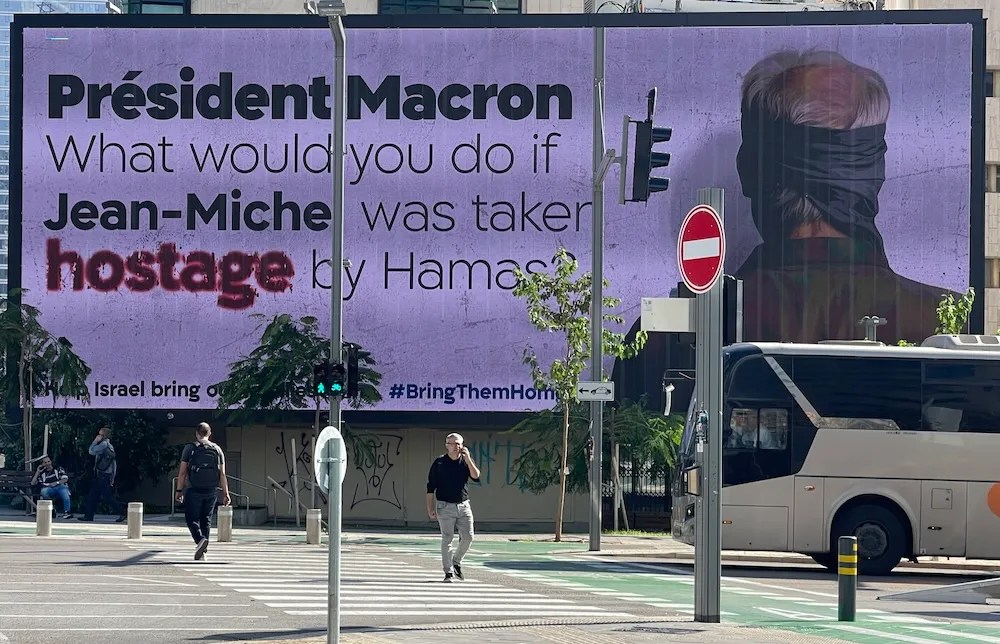 Président Macron
What would you do if
Jean-Miche was taken
hostage by Hamas
Israel bring
#BringThemHom